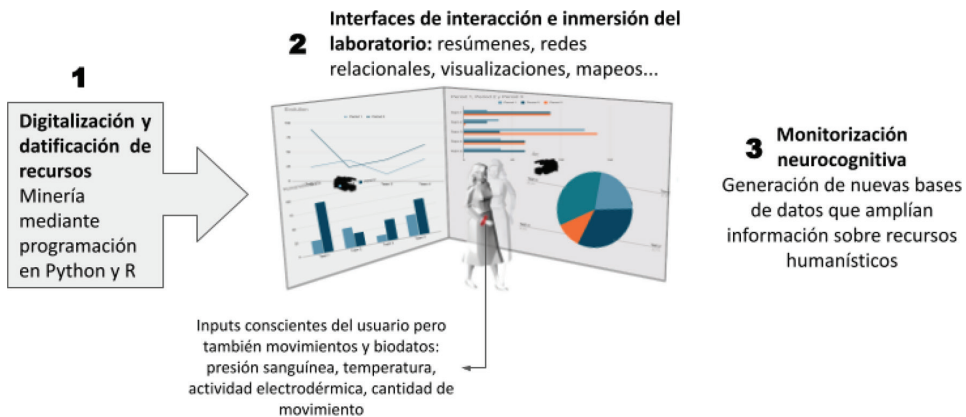 1
Digitalización y
datificación de
recursos
Minería
mediante
programación
en Python y R
2
Interfaces de interacción e inmersión del
laboratorio: resúmenes, redes
relacionales, visualizaciones, mapeos...
3
Monitorización
neurocognitiva
Generación de nuevas bases
de datos que amplían
información sobre recursos
humanísticos
Inputs conscientes del usuario pero
también movimientos y biodatos:
presión sanguínea, temperatura,
actividad electrodérmica, cantidad de
movimiento